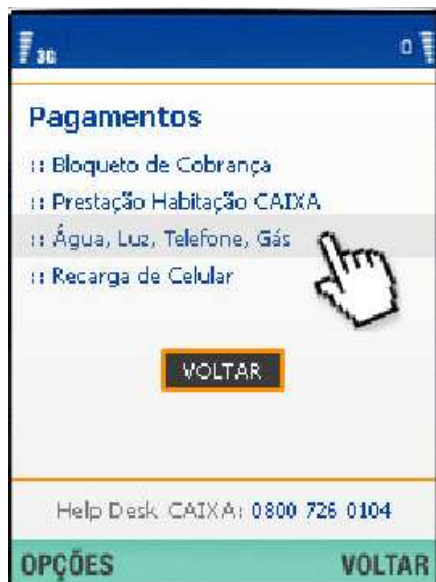 3G
Pagamentos
:: Bloqueto de Cobrança
:: Prestação Habitação CAIXA
:: Água, Luz, Telefone, Gás
:: Recarga de Celular
VOLTAR
Help Desk CAIXA: 0800 726 0104
OPÇÕES VOLTAR